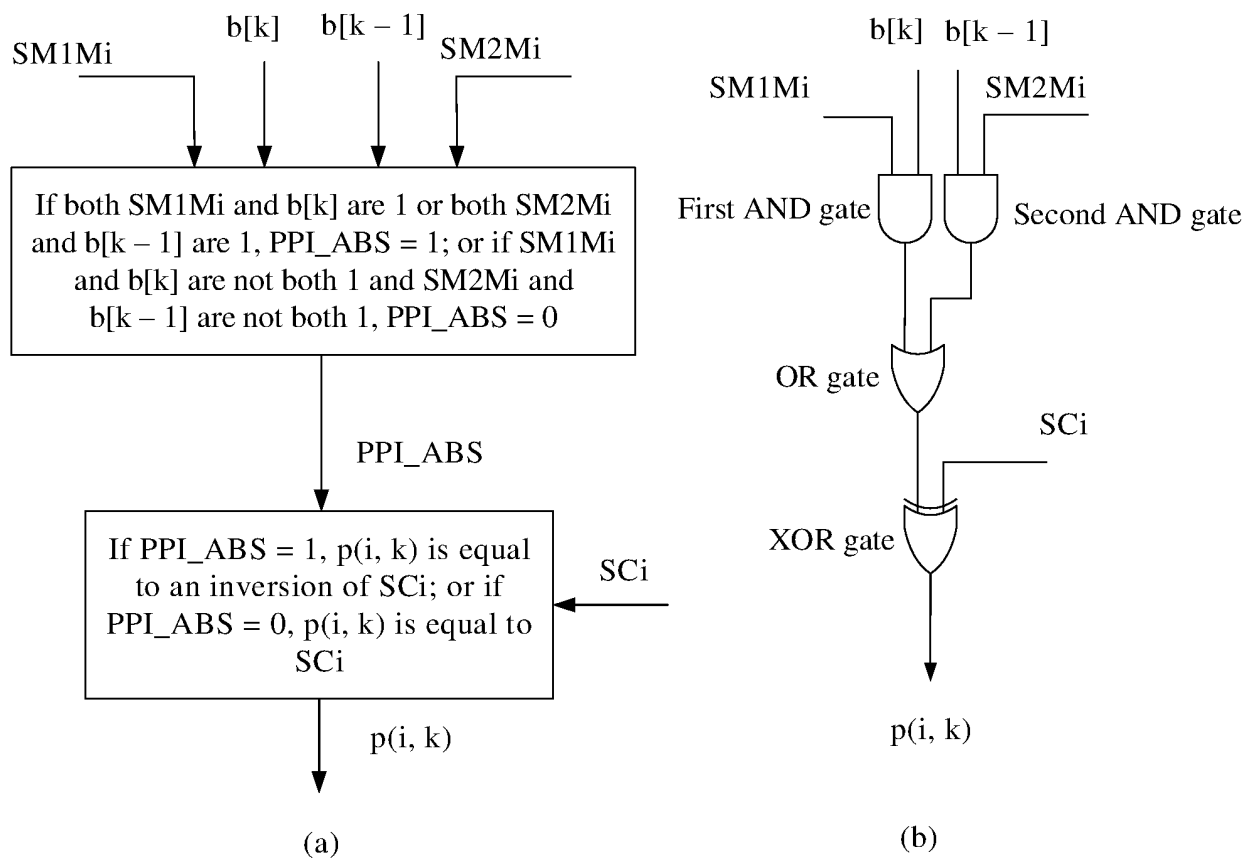 SM1Mi
b[k]
b[k – 1]
SM2Mi
If both SM1Mi and b[k] are 1 or both SM2Mi
and b[k – 1] are 1, PPI_ABS = 1; or if SM1Mi
and b[k] are not both 1 and SM2Mi and
b[k – 1] are not both 1, PPI_ABS = 0
PPI_ABS
If PPI_ABS = 1, p(i, k) is equal
to an inversion of SCi; or if
PPI_ABS = 0, p(i, k) is equal to
SCi
SCi
p(i, k)
(a)
b[k]
b[k – 1]
SM1Mi
SM2Mi
First AND gate
Second AND gate
OR gate
SCi
XOR gate
p(i, k)
(b)